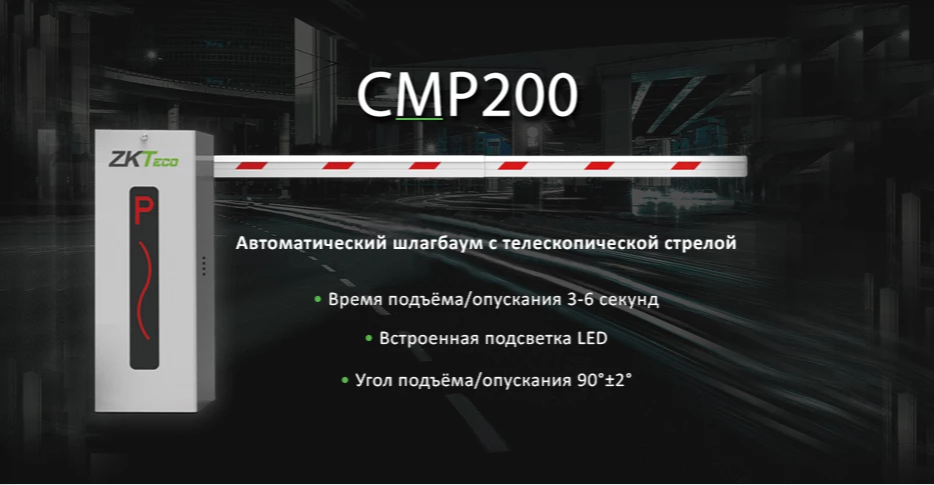 CMP200
ZKTECO
P
Автоматический шлагбаум с телескопической стрелой
• Время подъёма/опускания 3-6 секунд
• Встроенная подсветка LED
• Угол подъёма/опускания 90°±2°